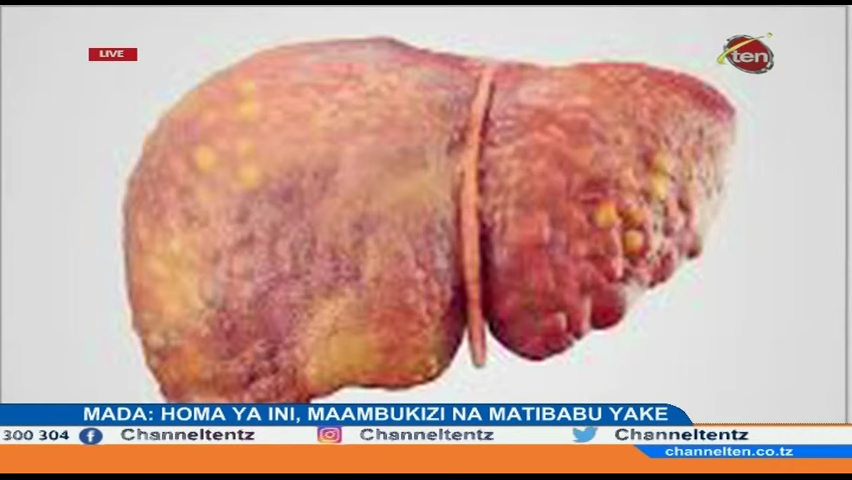 LIVE
ten
MADA: HOMA YA INI, MAAMBUKIZI NA MATIBABU YAKE
300 304 Channeltentz Channeltentz Channeltentz
channelten.co.tz